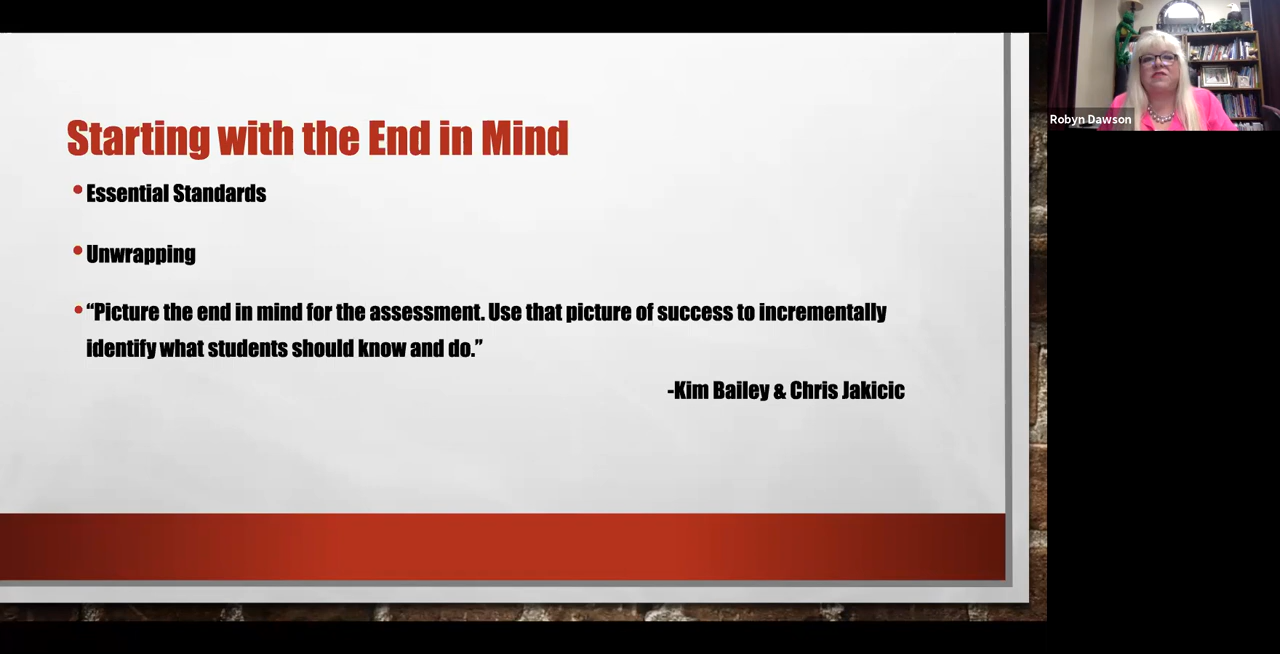 Starting with the End in Mind
•Essential Standards
•Unwrapping
•“Picture the end in mind for the assessment. Use that picture of success to incrementally
identify what students should know and do.”
-Kim Bailey & Chris Jakicic
Robyn Dawson